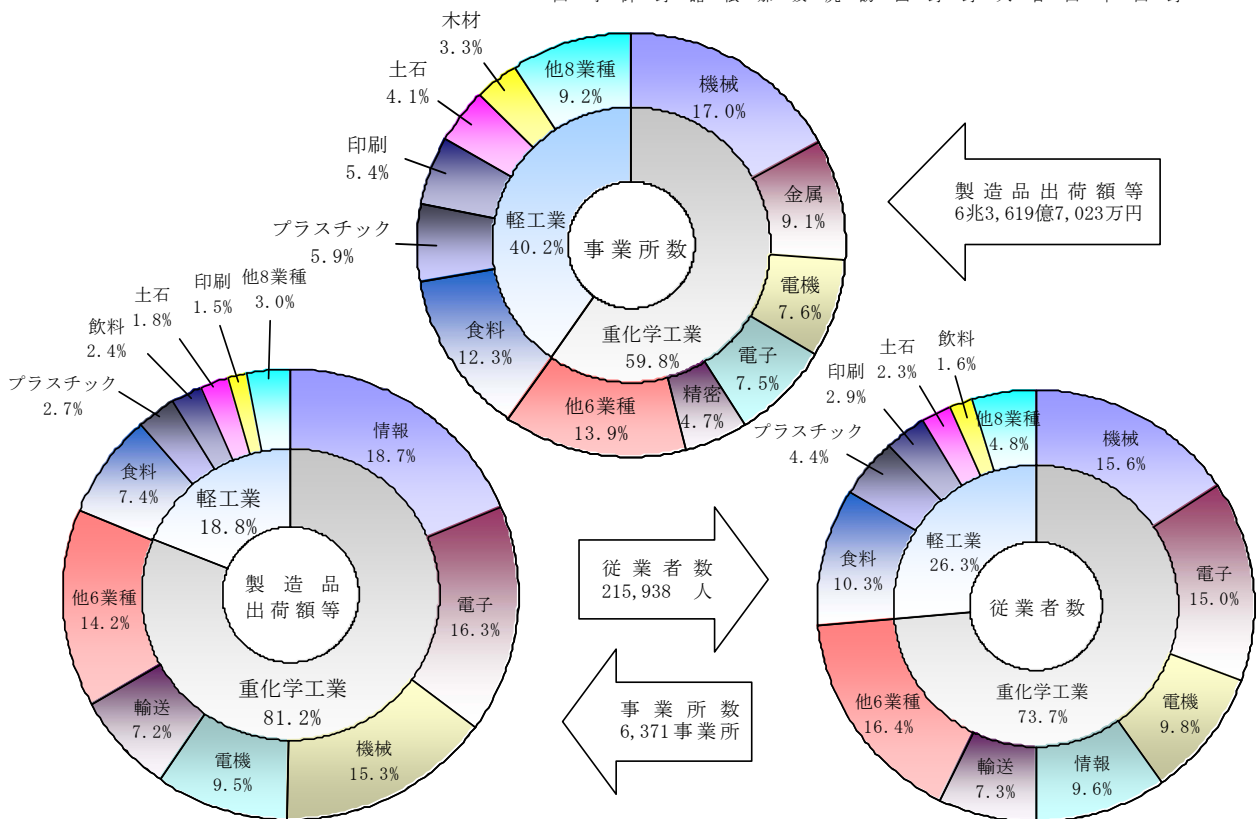 木材
3.3%
土石
4.1%
印刷
5.4%
プラスチック
5.9%
食料
12.3%
他8業種
9.2%
機械
17.0%
金属
9.1%
電機
7.6%
電子
7.5%
精密
4.7%
他6業種
13.9%
軽工業
40.2%
事業所数
重化学工業
59.8%
製造品出荷額等
6兆3,619億7,023万円
他8業種
3.0%
印刷
1.5%
土石
1.8%
飲料
2.4%
プラスチック
2.7%
食料
7.4%
他6業種
14.2%
輸送
7.2%
電機
9.5%
機械
15.3%
電子
16.3%
情報
18.7%
軽工業
18.8%
製造品
出荷額等
重化学工業
81.2%
従業者数
215,938 人
事業所数
6,371事業所
飲料
1.6%
土石
2.3%
印刷
2.9%
プラスチック
4.4%
食料
10.3%
他8業種
4.8%
機械
15.6%
電子
15.0%
電機
9.8%
情報
9.6%
輸送
7.3%
他6業種
16.4%
軽工業
26.3%
従業者数
重化学工業
73.7%